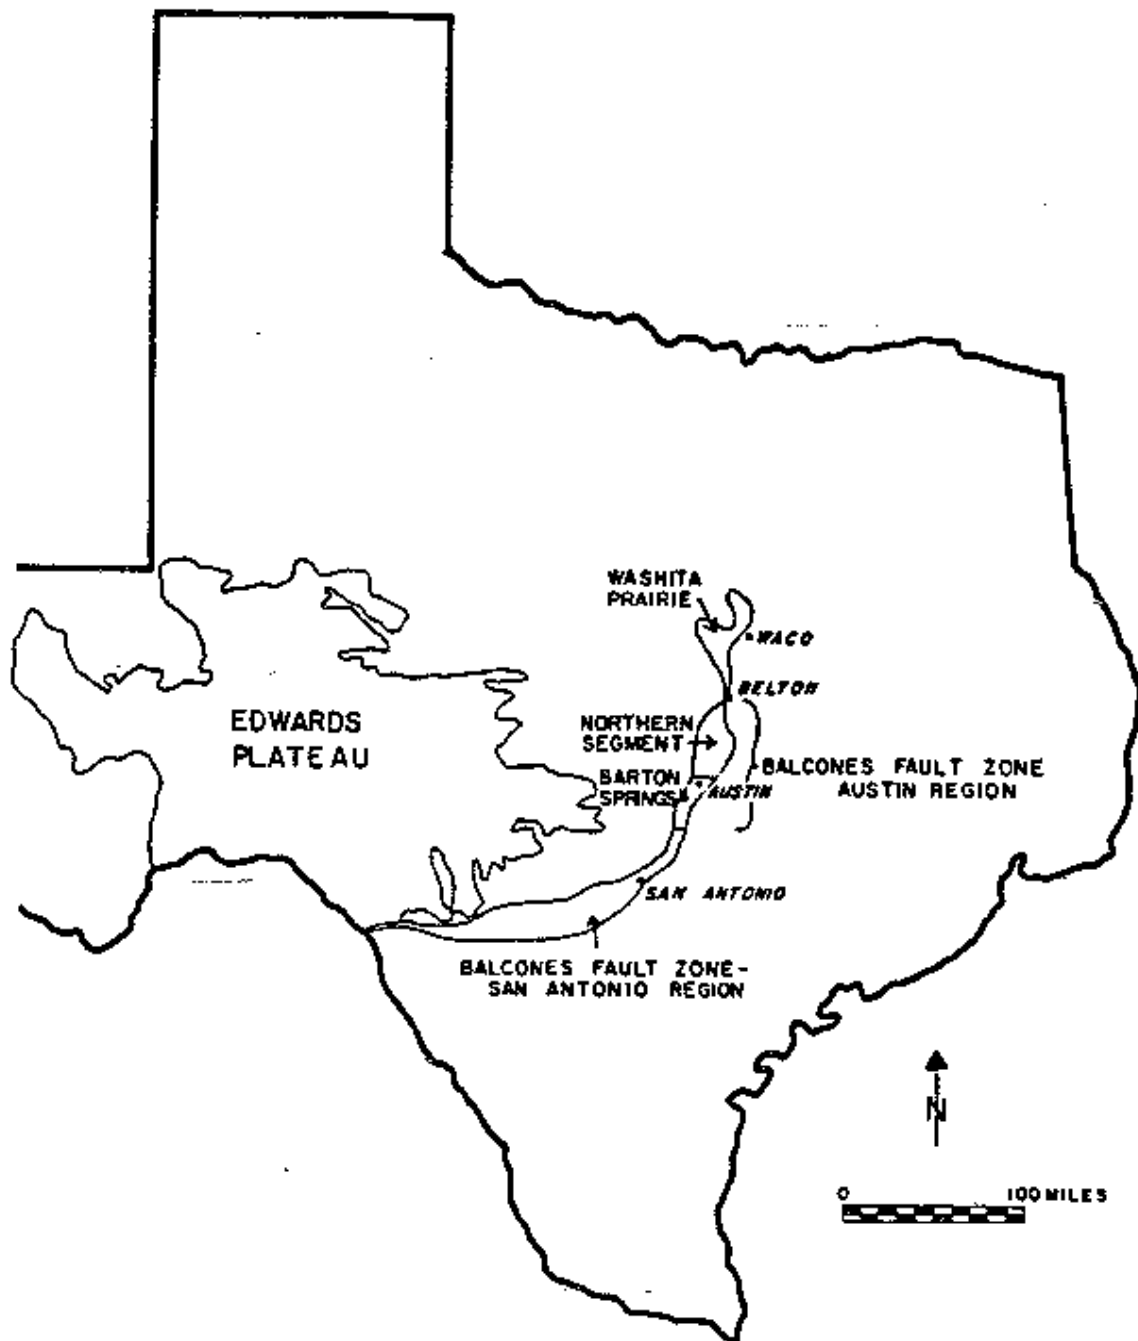 WASHITA
PRAIRIE
WACO
BELTON
EDWARDS
PLATEAU
NORTHERN
SEGMENT
BALCONES FAULT ZONE
AUSTIN REGION
BARTON
SPRINGS
AUSTIN
SAN ANTONIO
BALCONES FAULT ZONE-
SAN ANTONIO REGION
N
0 100 MILES